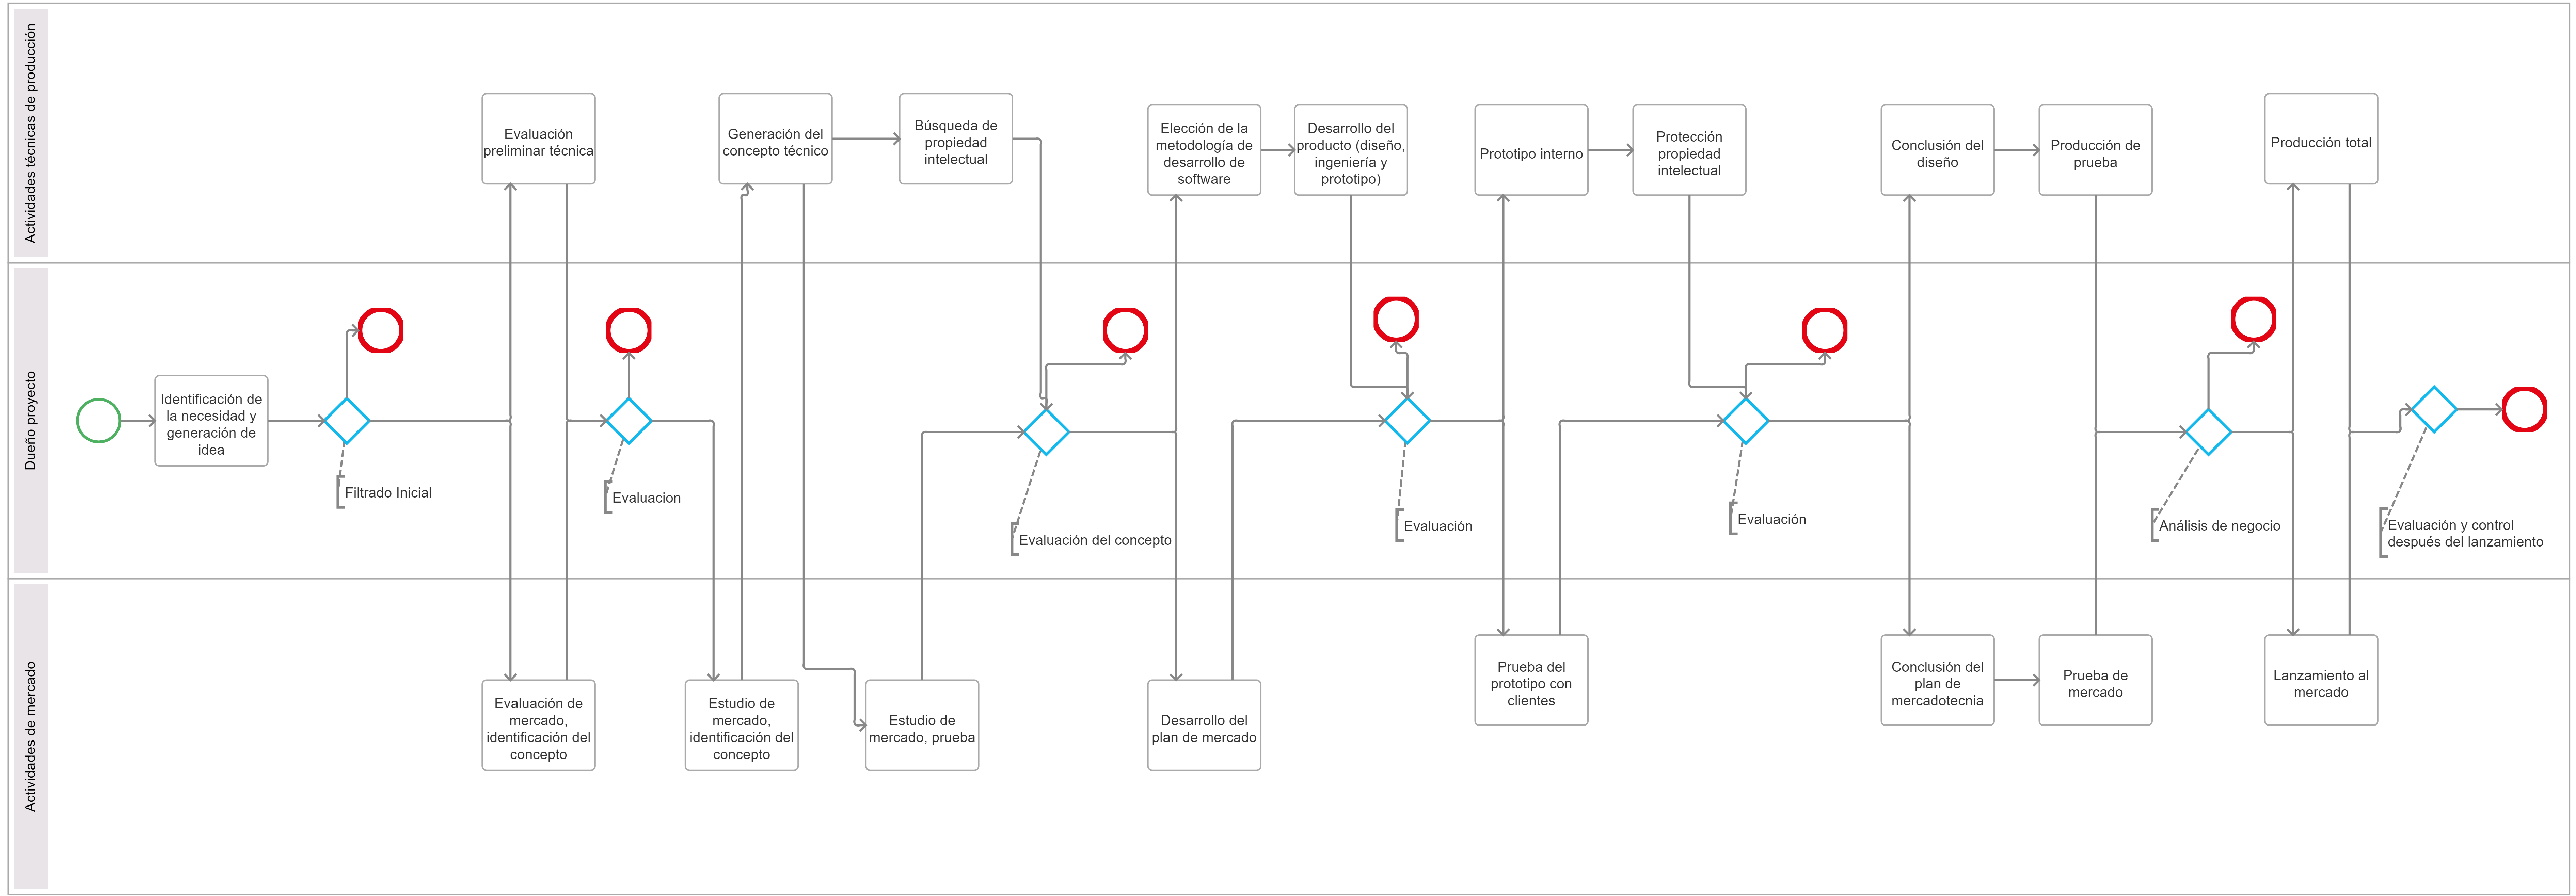 Actividades técnicas de producción
Evaluación
preliminar técnica
Generación del
concepto técnico
Búsqueda de
propiedad
intelectual
Elección de la
metodología de
desarrollo de
software
Desarrollo del
producto (diseño,
ingeniería y
prototipo)
Prototipo interno
Protección
propiedad
intelectual
Conclusión del
diseño
Producción de
prueba
Producción total
Dueño proyecto
Identificación de
la necesidad y
generación de
idea
Filtrado Inicial
Evaluacion
Evaluación del concepto
Evaluación
Evaluación
Análisis de negocio
Evaluación y control
después del lanzamiento
Actividades de mercado
Evaluación de
mercado,
identificación del
concepto
Estudio de
mercado,
identificación del
concepto
Estudio de
mercado, prueba
Desarrollo del
plan de mercado
Prueba del
prototipo con
clientes
Conclusión del
plan de
mercadotecnia
Prueba de
mercado
Lanzamiento al
mercado